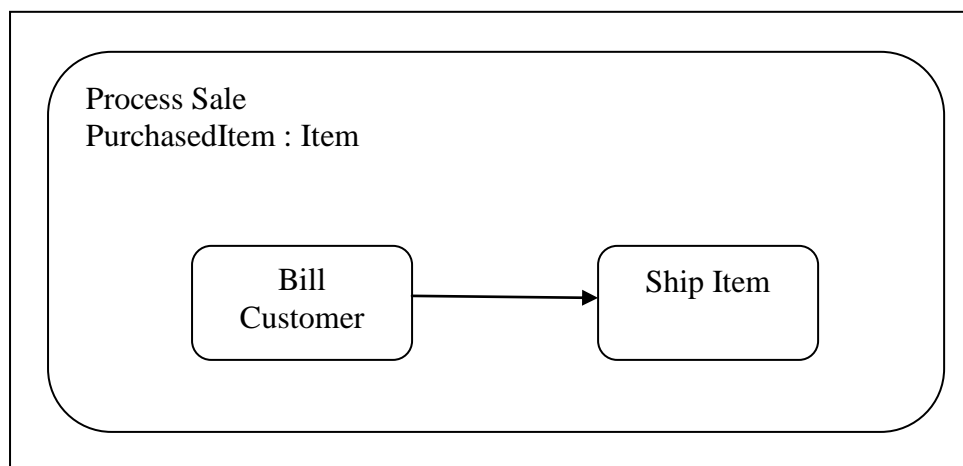 Process Sale
PurchasedItem : Item
Bill
Customer
Ship Item